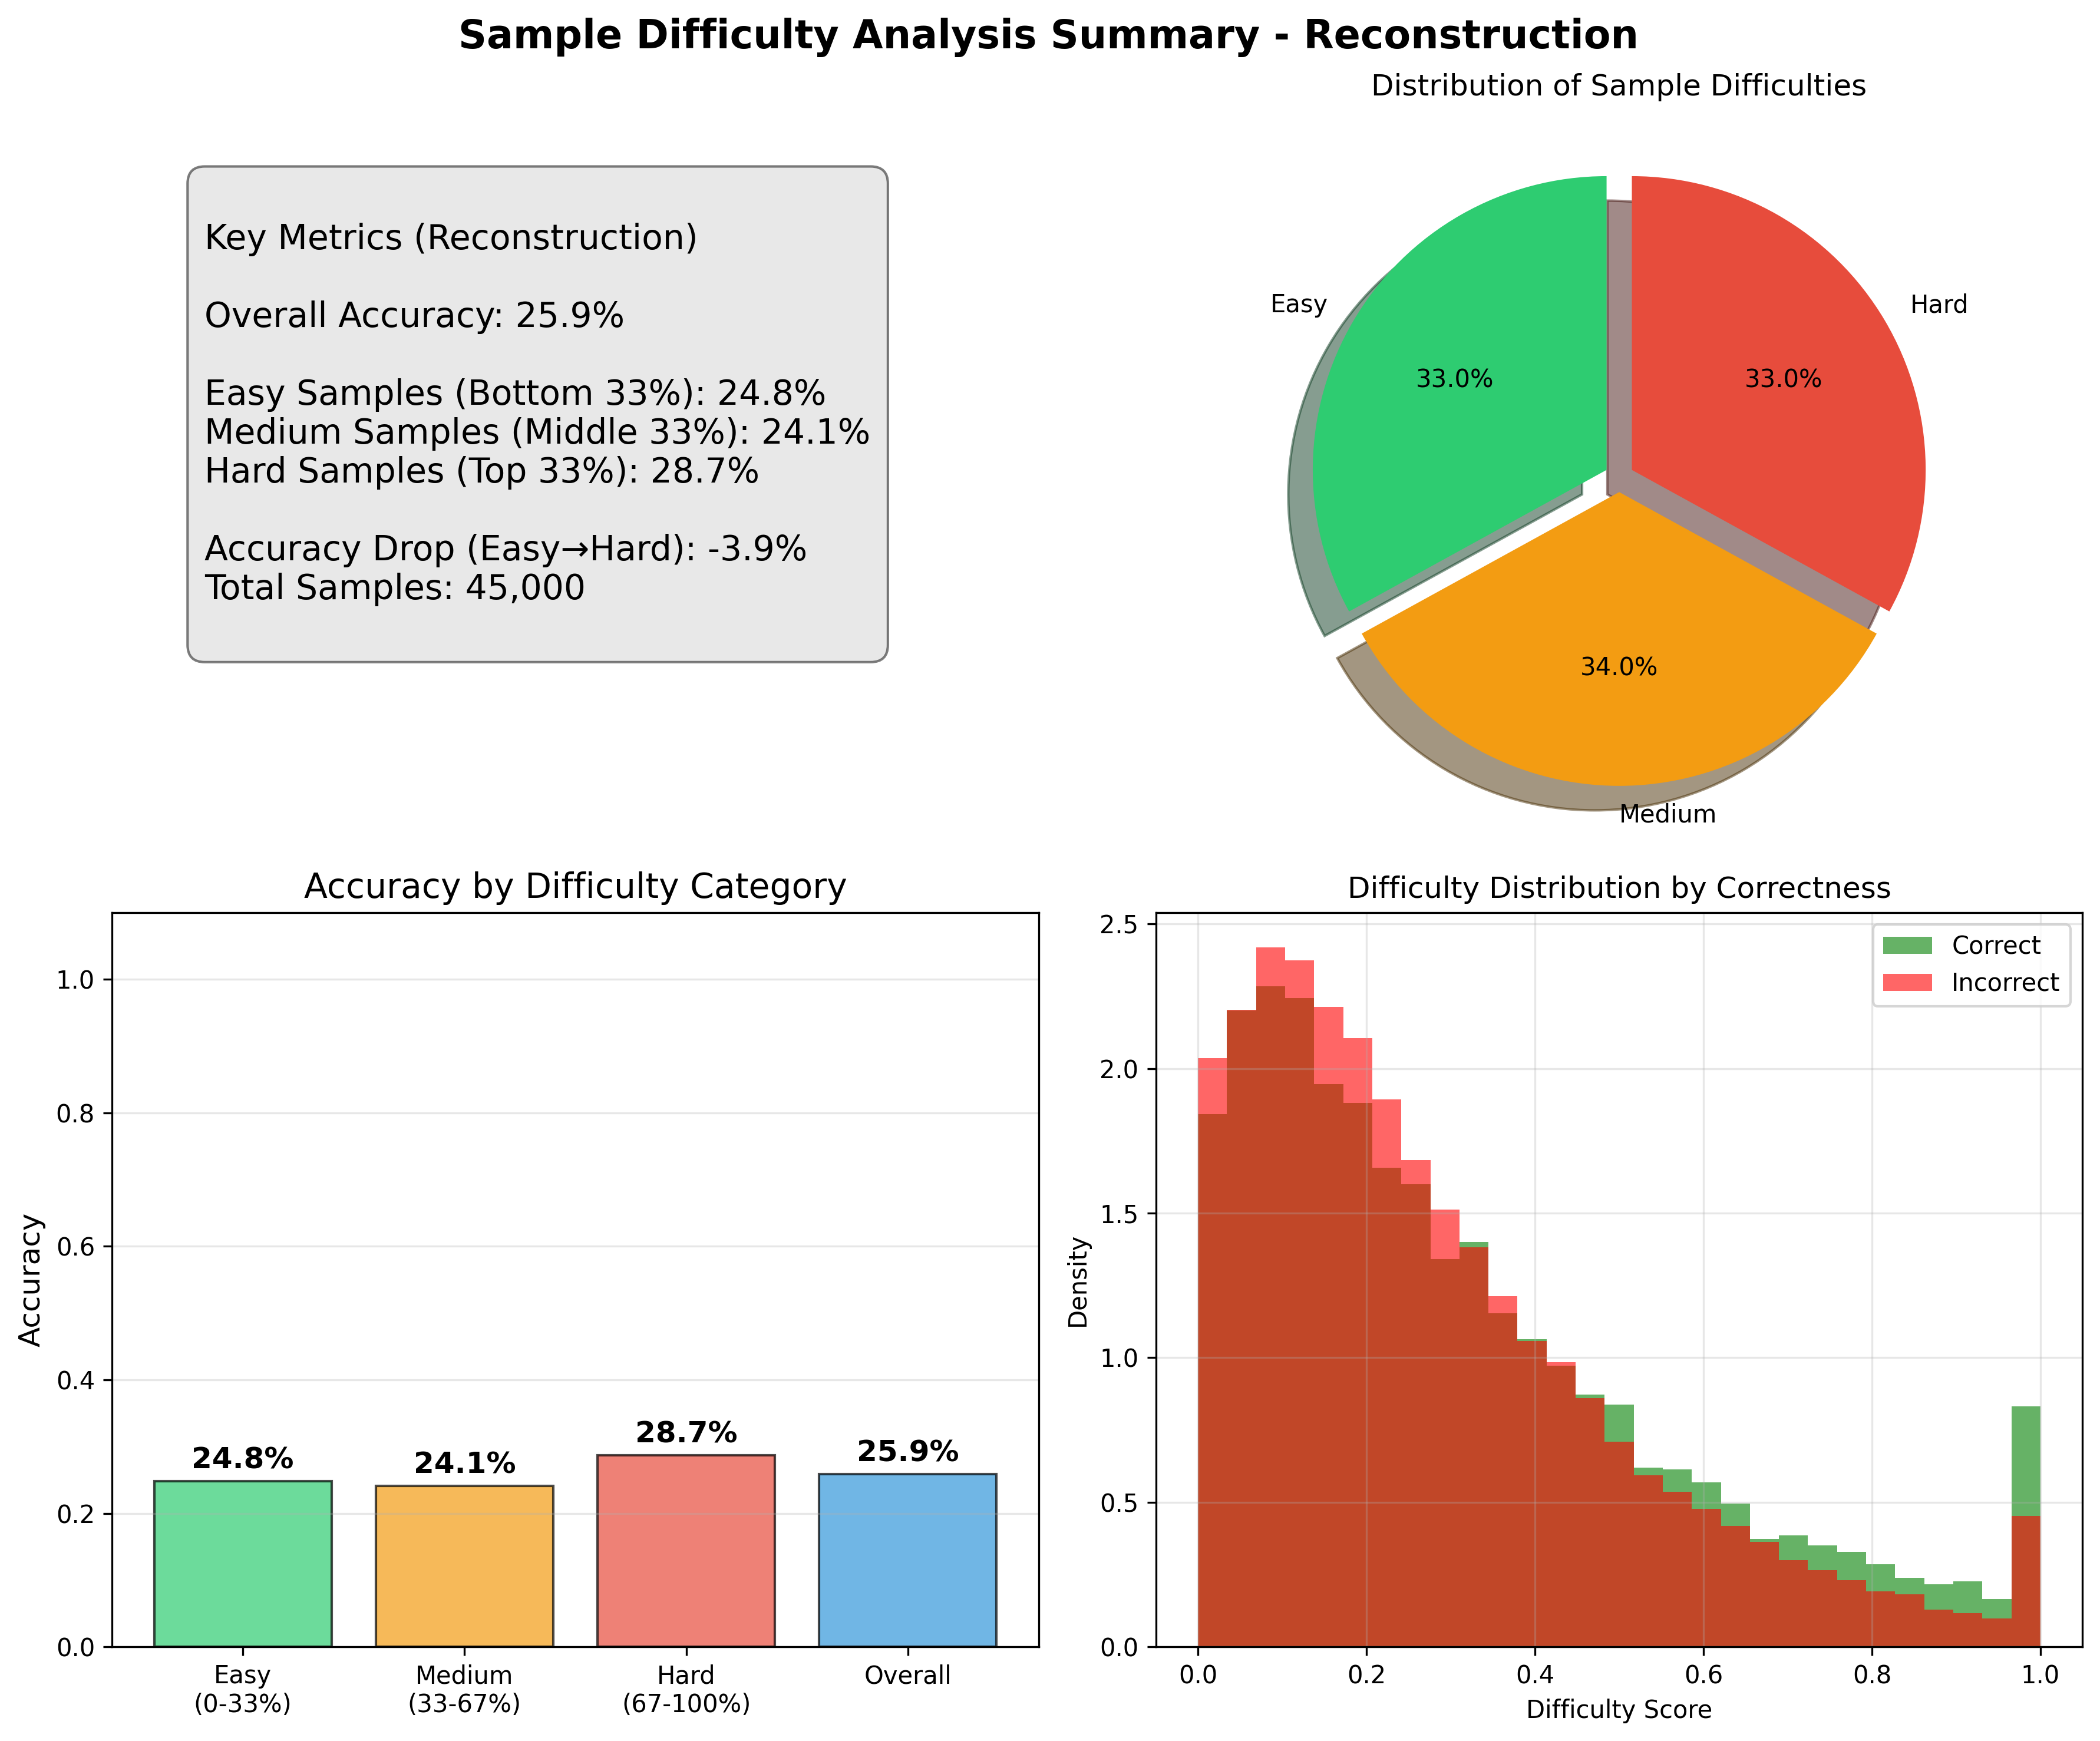 Sample Difficulty Analysis Summary - Reconstruction
Key Metrics (Reconstruction)
Overall Accuracy: 25.9%
Easy Samples (Bottom 33%): 24.8%
Medium Samples (Middle 33%): 24.1%
Hard Samples (Top 33%): 28.7%
Accuracy Drop (Easy→Hard): -3.9%
Total Samples: 45,000
Distribution of Sample Difficulties
Easy
Hard
33.0%
33.0%
34.0%
Medium
Accuracy by Difficulty Category
Accuracy
1.0
0.8
0.6
0.4
0.2
0.0
24.8%
24.1%
28.7%
25.9%
Easy
(0-33%)
Medium
(33-67%)
Hard
(67-100%)
Overall
Difficulty Distribution by Correctness
Correct
Incorrect
Density
2.5
2.0
1.5
1.0
0.5
0.0
0.0
0.2
0.4
0.6
0.8
1.0
Difficulty Score